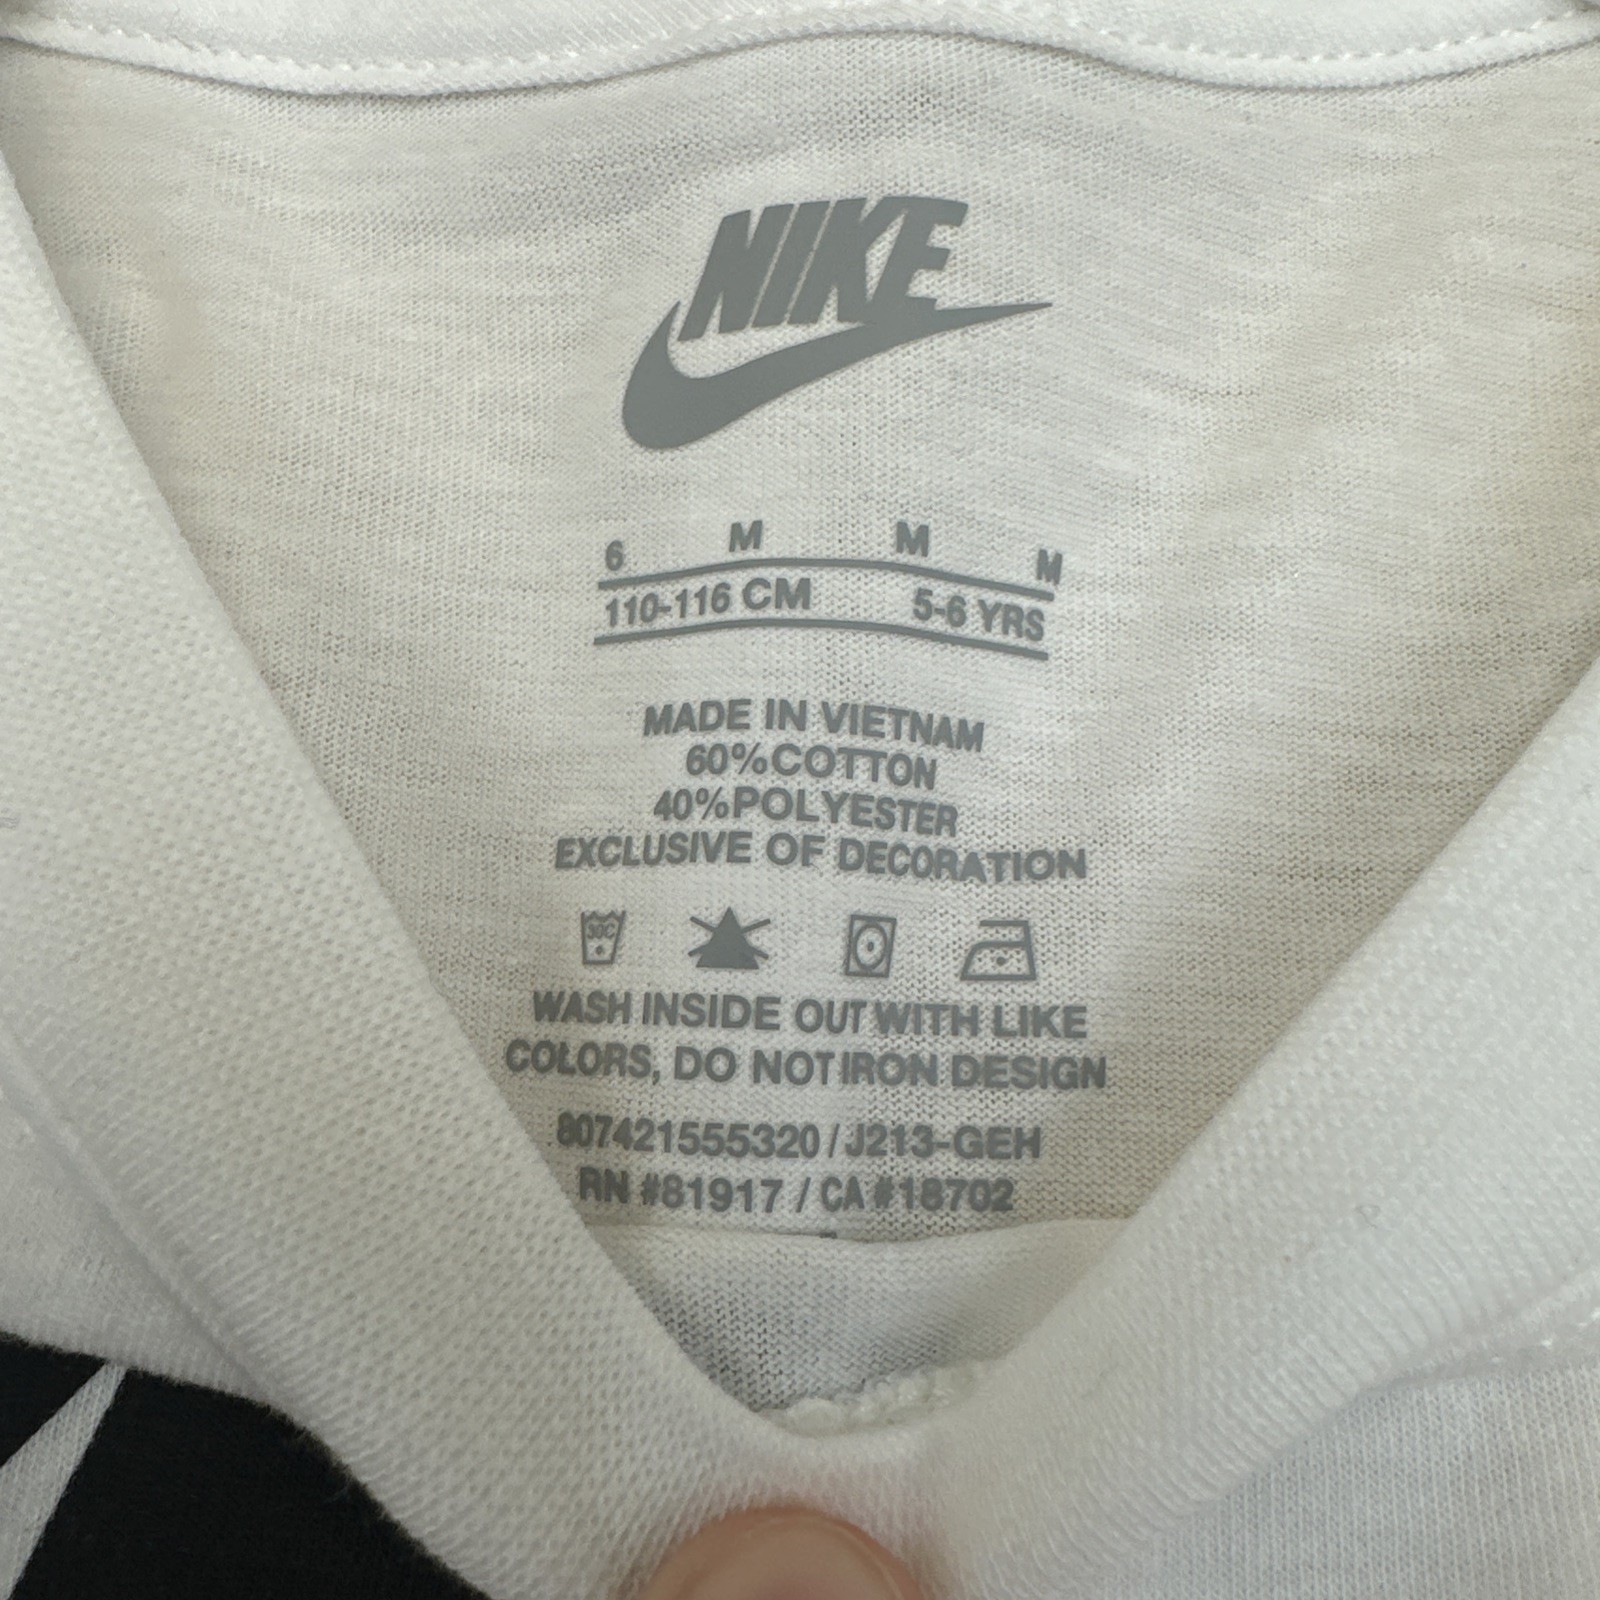 NIKE
6 M M M
110-116 CM 5-6 YRS
MADE IN VIETNAM
60%COTTON
40%POLYESTER
EXCLUSIVE OF DECORATION
30C
WASH INSIDE OUT WITH LIKE
COLORS, DO NOT IRON DESIGN
807421555320 / J213-GEH
RN #81917 / CA #18702